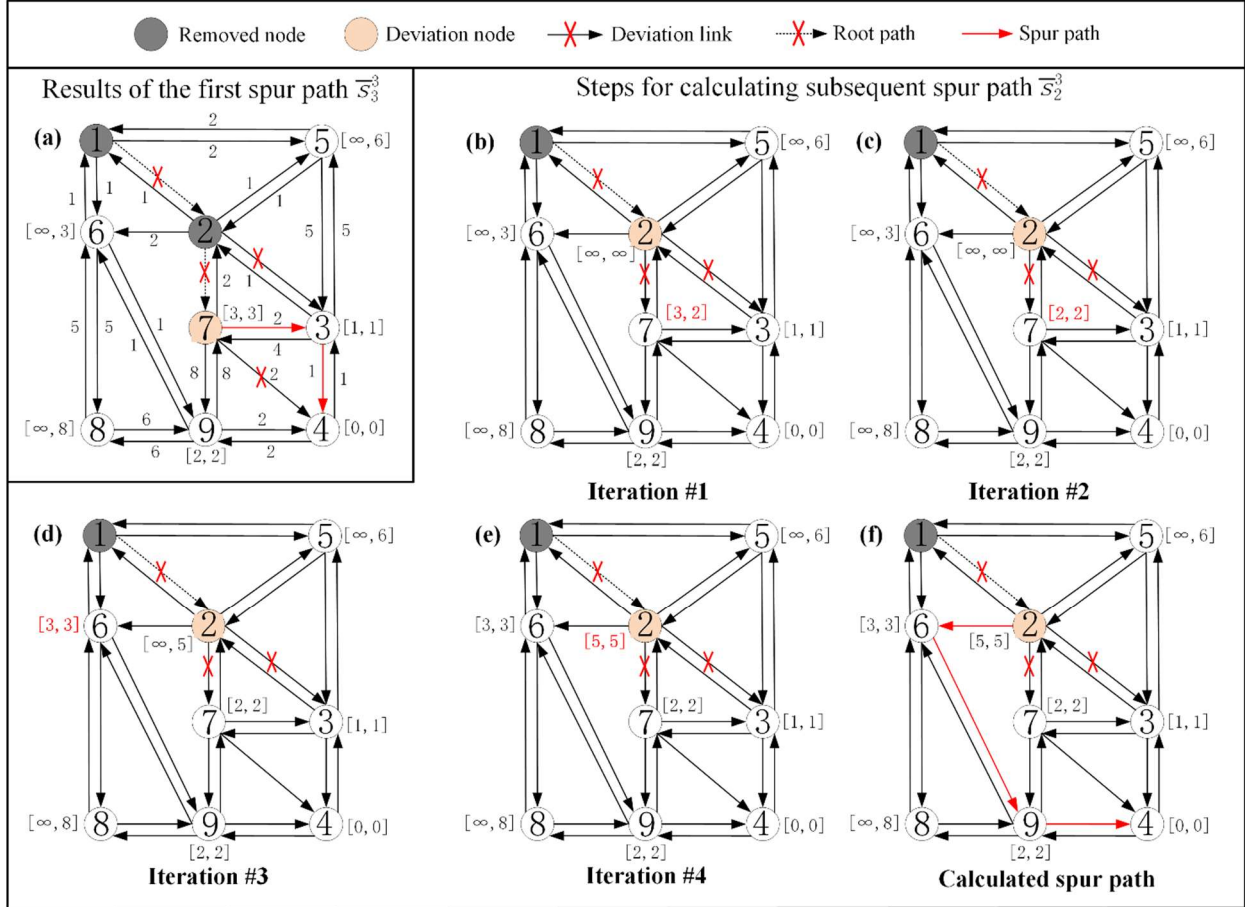 Removed node Deviation node Deviation link Root path Spur path
Results of the first spur path s̄₃³
Steps for calculating subsequent spur path s̄₂³
(a)
2
1 5 [∞, 6]
2
1 1 1 1 1
[∞, 3] 6 2 2 5 5
2 1
[3, 3] 2
7 3 [1, 1]
5 5 1 1 4
8 8 2 1 1
[∞, 8] 8 6 9 2 4 [0, 0]
6 [2, 2] 2
(b)
1 5 [∞, 6]
[∞, 3] 6 2
[∞, ∞]
[3, 2]
7 3 [1, 1]
[∞, 8] 8 9 4 [0, 0]
[2, 2]
Iteration #1
(c)
1 5 [∞, 6]
[∞, 3] 6 2
[∞, ∞]
[2, 2]
7 3 [1, 1]
[∞, 8] 8 9 4 [0, 0]
[2, 2]
Iteration #2
(d)
1 5 [∞, 6]
[3, 3] 6 2
[∞, 5]
[2, 2]
7 3 [1, 1]
[∞, 8] 8 9 4 [0, 0]
[2, 2]
Iteration #3
(e)
1 5 [∞, 6]
[3, 3] 6 2
[5, 5]
[2, 2]
7 3 [1, 1]
[∞, 8] 8 9 4 [0, 0]
[2, 2]
Iteration #4
(f)
1 5 [∞, 6]
[3, 3] 6 2
[5, 5]
[2, 2]
7 3 [1, 1]
[∞, 8] 8 9 4 [0, 0]
[2, 2]
Calculated spur path